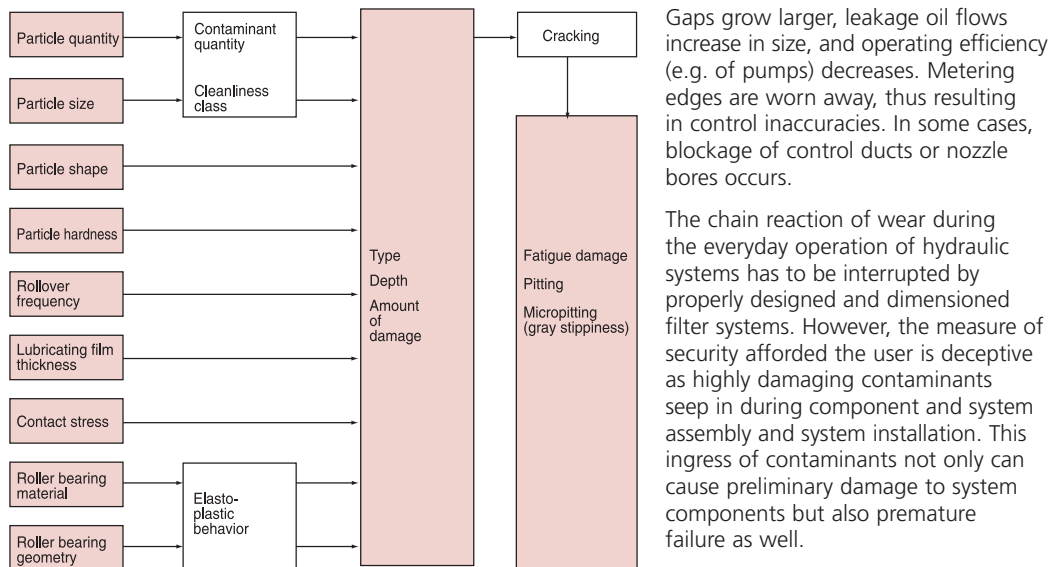 Particle quantity
Particle size
Particle shape
Particle hardness
Rollover
frequency
Lubricating film
thickness
Contact stress
Roller bearing
material
Roller bearing
geometry
Contaminant
quantity
Cleanliness
class
Elasto-
plastic
behavior
Type
Depth
Amount
of
damage
Cracking
Fatigue damage
Pitting
Micropitting
(gray stippiness)
Gaps grow larger, leakage oil flows
increase in size, and operating efficiency
(e.g. of pumps) decreases. Metering
edges are worn away, thus resulting
in control inaccuracies. In some cases,
blockage of control ducts or nozzle
bores occurs.
The chain reaction of wear during
the everyday operation of hydraulic
systems has to be interrupted by
properly designed and dimensioned
filter systems. However, the measure of
security afforded the user is deceptive
as highly damaging contaminants
seep in during component and system
assembly and system installation. This
ingress of contaminants not only can
cause preliminary damage to system
components but also premature
failure as well.